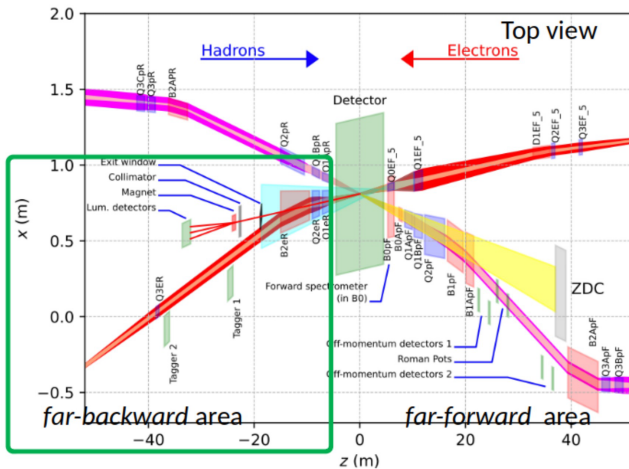 Top view
Hadrons
Electrons
Detector
Q3CpR
Q3pR
B2APR
Q2pR
Q1BpR
Q1ApR
Q0EF_5
Q1EF_5
D1EF_5
Q2EF_5
Q3EF_5
Exit window
Collimator
Magnet
Lum. detectors
B2eR
Q2eR
Q1eR
Q3ER
Tagger 2
Tagger 1
B0pF
B0ApF
Q1ApF
Q1BpF
Q2pF
B1pF
B1ApF
B2ApF
Q3ApF
Q3BpF
Forward spectrometer
(in B0)
ZDC
Off-momentum detectors 1
Roman Pots
Off-momentum detectors 2
far-backward area
far-forward area
x (m)
2.0
1.5
1.0
0.5
0.0
−0.5
−40
−20
0
20
40
z (m)